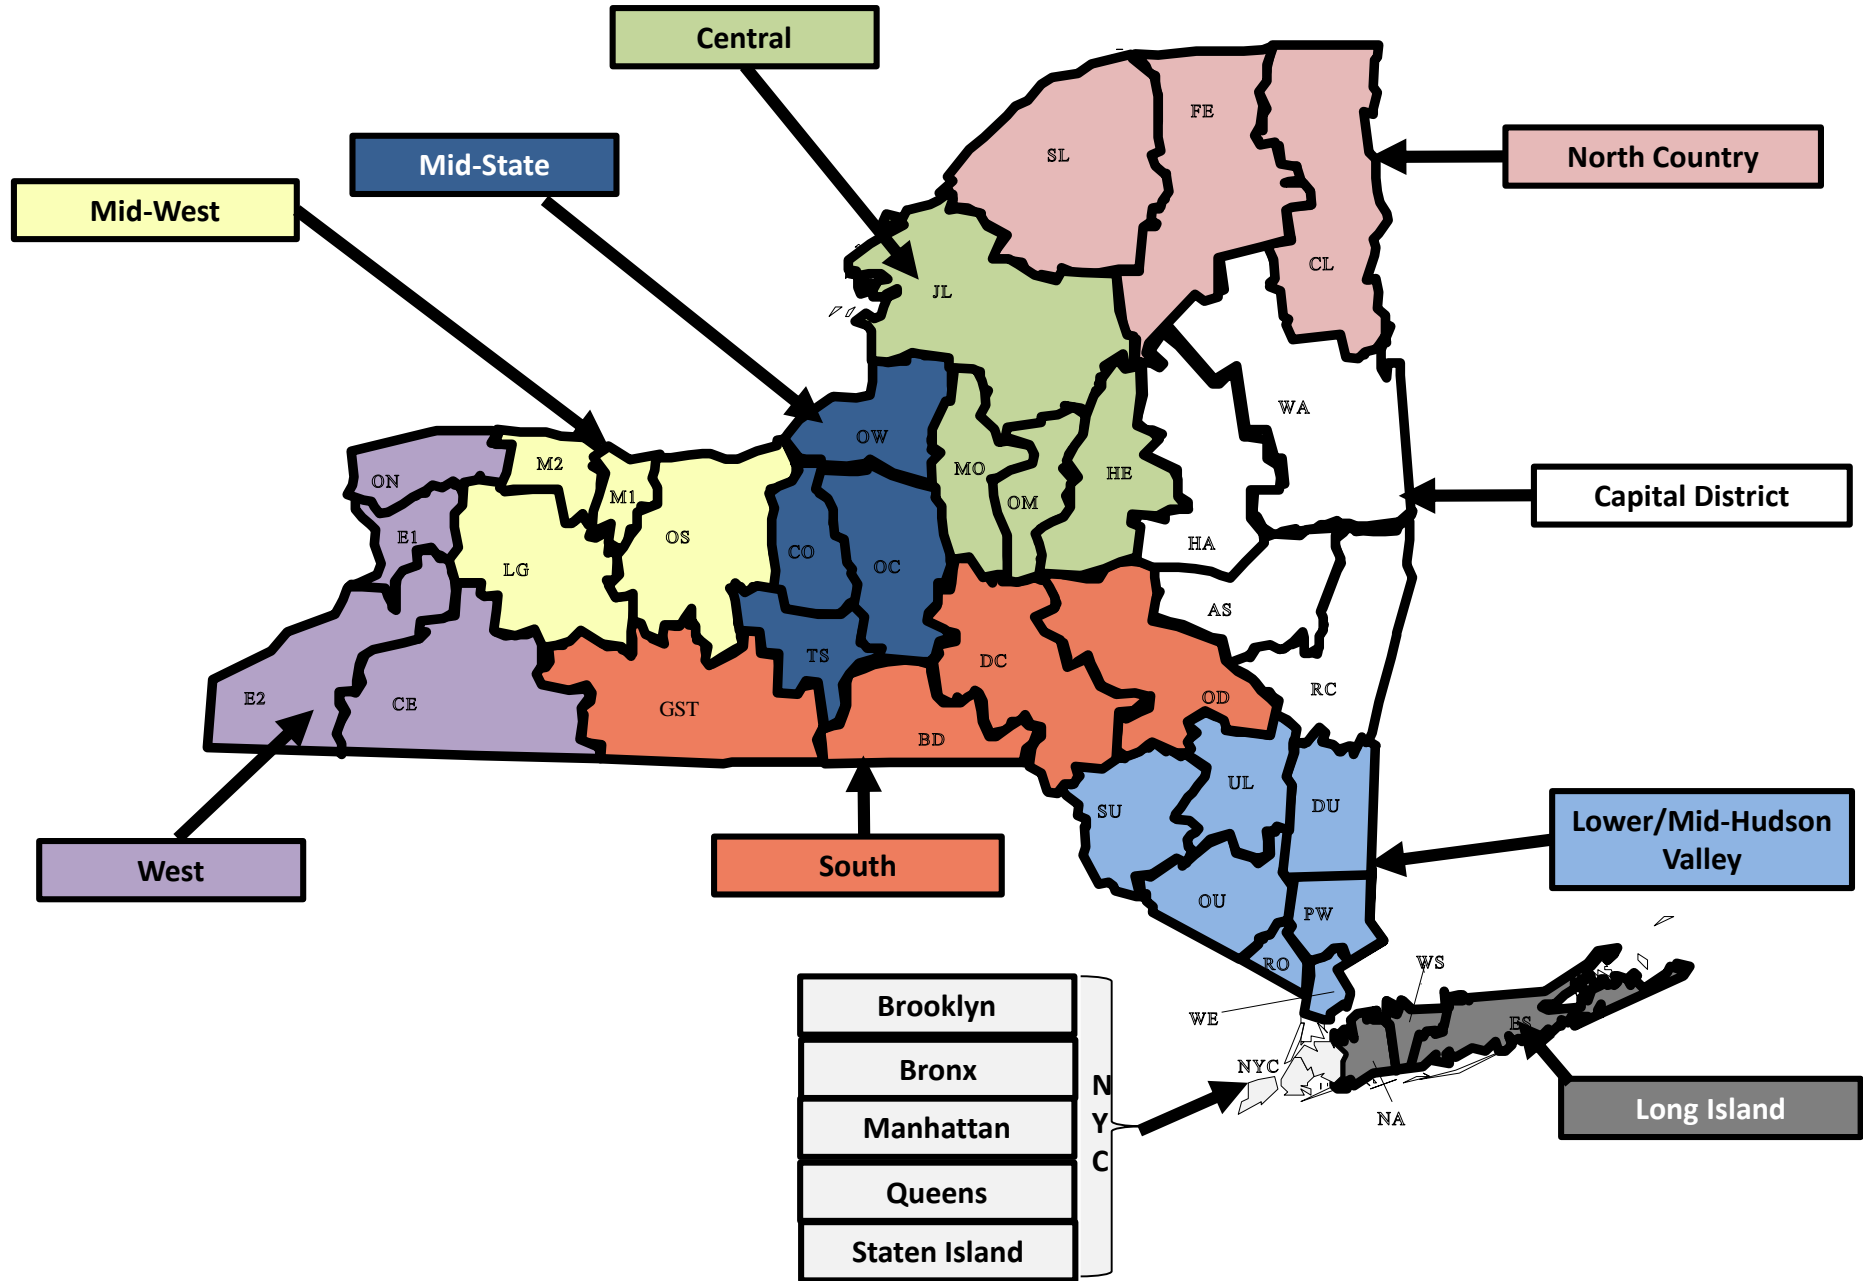 Central
Mid-State
Mid-West
North Country
FE
SL
CL
JL
WA
Capital District
OW
M2
ON
M1
MO
HE
OM
OS
E1
CO
HA
LG
OC
AS
TS
DC
RC
E2
CE
GST
OD
BD
UL
DU
SU
Lower/Mid-Hudson
Valley
West
South
OU
PW
RO
WS
WE
ES
NYC
NA
Long Island
Brooklyn
Bronx
Manhattan
Queens
Staten Island
N
Y
C